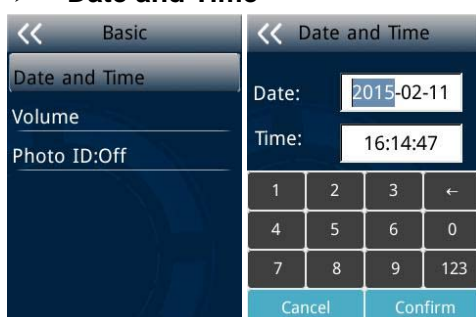 Date and Time
Basic
Date and Time
Volume
Photo ID:Off
Date and Time
Date: 2015-02-11
Time: 16:14:47
1 2 3 ←
4 5 6 0
7 8 9 123
Cancel Confirm